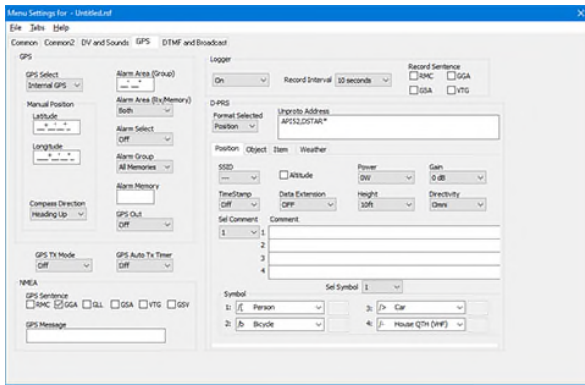 Menu Settings for - Untitled.rsf
File Tabs Help
Common Common2 DV and Sounds GPS DTMF and Broadcast
GPS
GPS Select
Internal GPS
Manual Position
Latitude
Longitude
Compass Direction
Heading Up
Alarm Area (Group)
Alarm Area (Rx/Memory)
Both
Alarm Select
Off
Alarm Group
All Memories
Alarm Memory
GPS Out
Off
GPS TX Mode
Off
GPS Auto Tx Timer
Off
NMEA
GPS Sentence
RMC GGA GLL GSA VTG GSV
GPS Message
Logger
On
Record Interval 10 seconds
Record Sentence
RMC GGA
GSA VTG
D-PRS
Format Selected
Position
Unproto Address
API52,DSTAR*
Position Object Item Weather
SSID
---
Altitude
Power
0W
Gain
0 dB
TimeStamp
Off
Data Extension
OFF
Height
10ft
Directivity
Omni
Sel Comment Comment
1 1
2
3
4
Sel Symbol 1
Symbol
1: /[ Person
3: /> Car
2: /b Bicycle
4: /- House QTH (VHF)